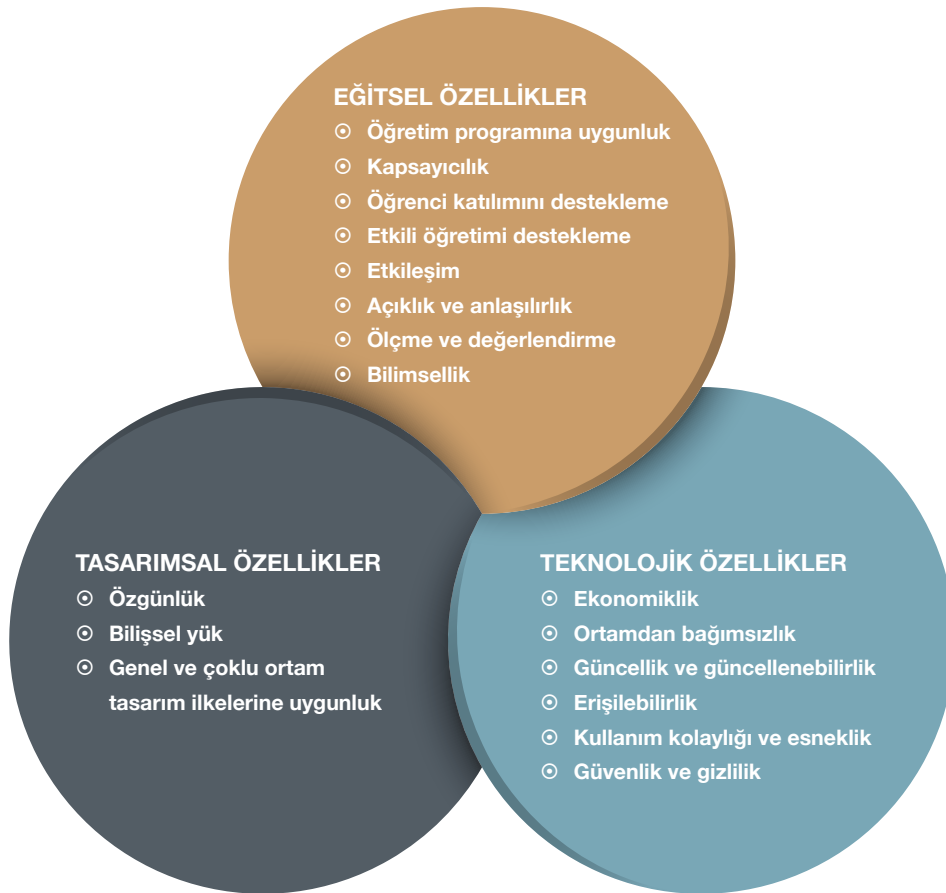 EĞİTSEL ÖZELLİKLER
Öğretim programına uygunluk
Kapsayıcılık
Öğrenci katılımını destekleme
Etkili öğretimi destekleme
Etkileşim
Açıklık ve anlaşılırlık
Ölçme ve değerlendirme
Bilimsellik
TASARIMSAL ÖZELLİKLER
Özgünlük
Bilişsel yük
Genel ve çoklu ortam
tasarım ilkelerine uygunluk
TEKNOLOJİK ÖZELLİKLER
Ekonomiklik
Ortamdan bağımsızlık
Güncellik ve güncellenebilirlik
Erişilebilirlik
Kullanım kolaylığı ve esneklik
Güvenlik ve gizlilik